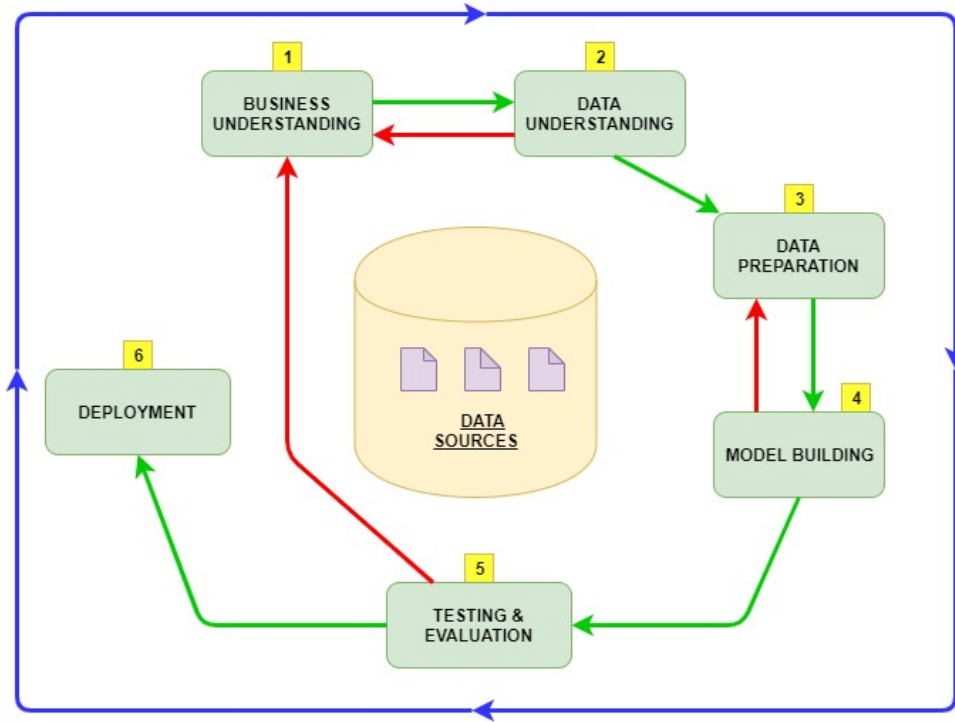 1
BUSINESS
UNDERSTANDING
2
DATA
UNDERSTANDING
3
DATA
PREPARATION
4
MODEL BUILDING
5
TESTING &
EVALUATION
6
DEPLOYMENT
DATA
SOURCES